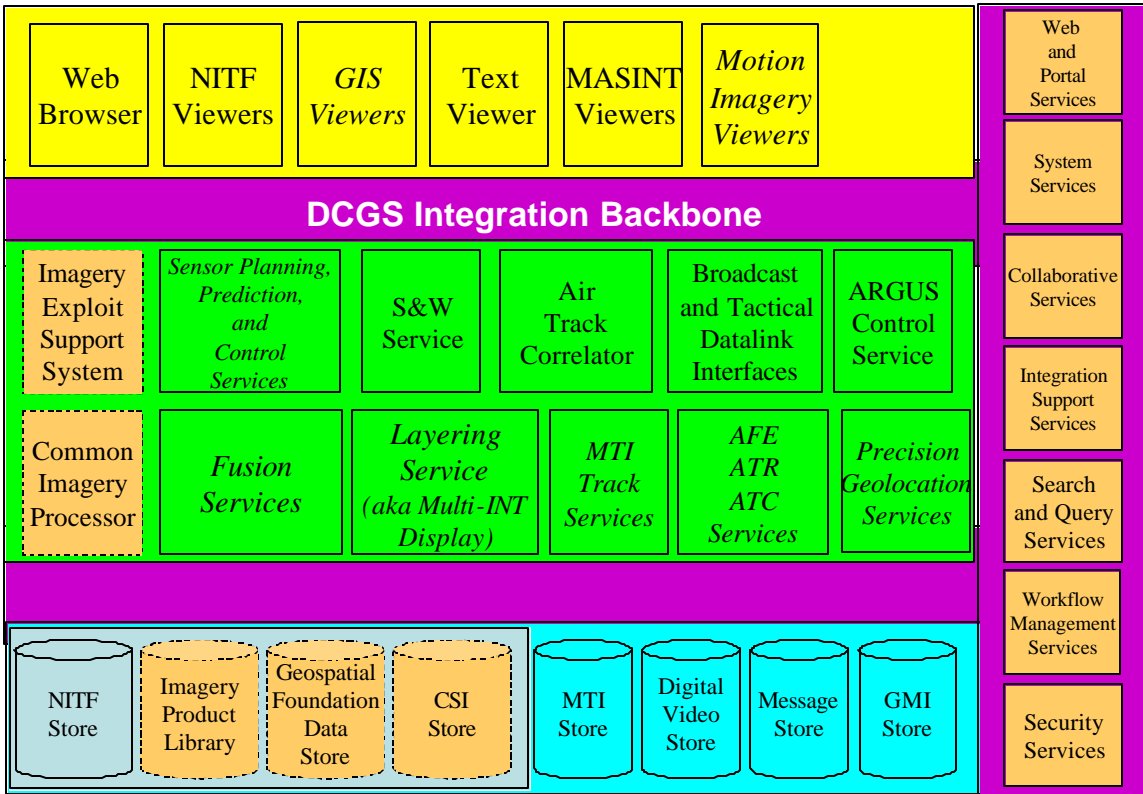 Web
Browser
NITF
Viewers
GIS
Viewers
Text
Viewer
MASINT
Viewers
Motion
Imagery
Viewers
DCGS Integration Backbone
Imagery
Exploit
Support
System
Sensor Planning,
Prediction,
and
Control
Services
S&W
Service
Air
Track
Correlator
Broadcast
and Tactical
Datalink
Interfaces
ARGUS
Control
Service
Common
Imagery
Processor
Fusion
Services
Layering
Service
(aka Multi-INT
Display)
MTI
Track
Services
AFE
ATR
ATC
Services
Precision
Geolocation
Services
NITF
Store
Imagery
Product
Library
Geospatial
Foundation
Data
Store
CSI
Store
MTI
Store
Digital
Video
Store
Message
Store
GMI
Store
Web
and
Portal
Services
System
Services
Collaborative
Services
Integration
Support
Services
Search
and Query
Services
Workflow
Management
Services
Security
Services